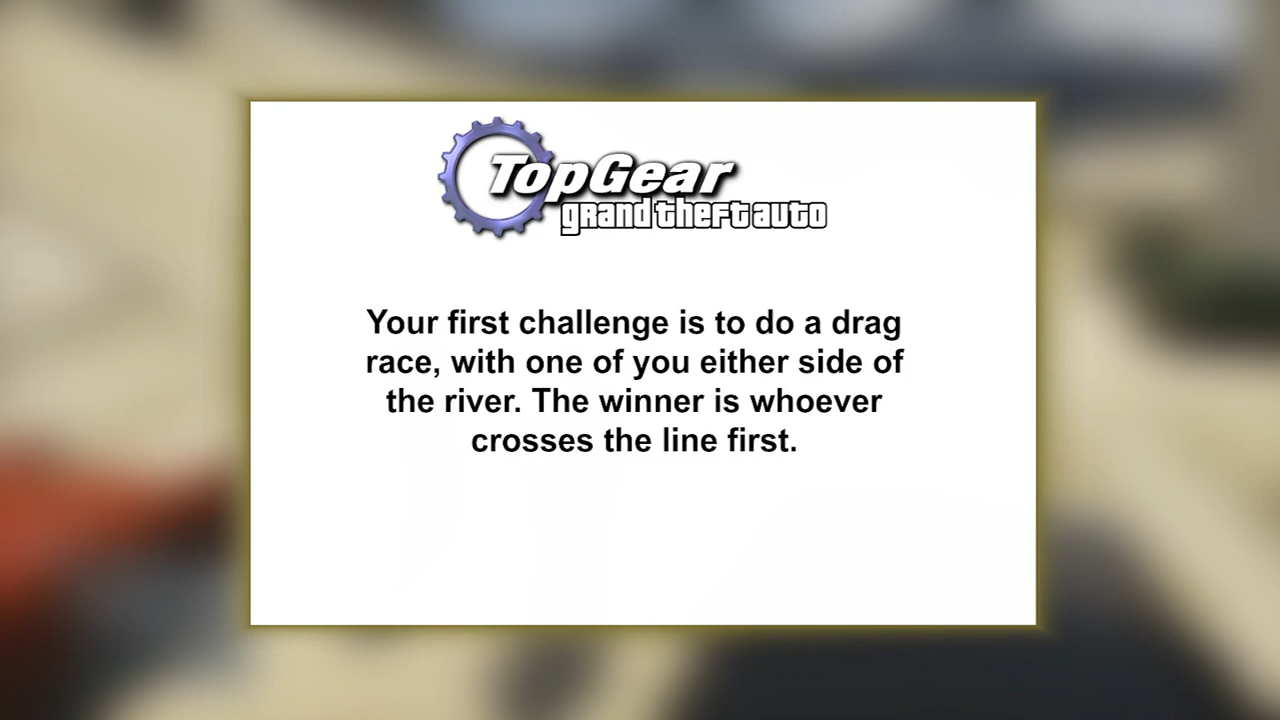 TopGear
grand theft auto
Your first challenge is to do a drag
race, with one of you either side of
the river. The winner is whoever
crosses the line first.